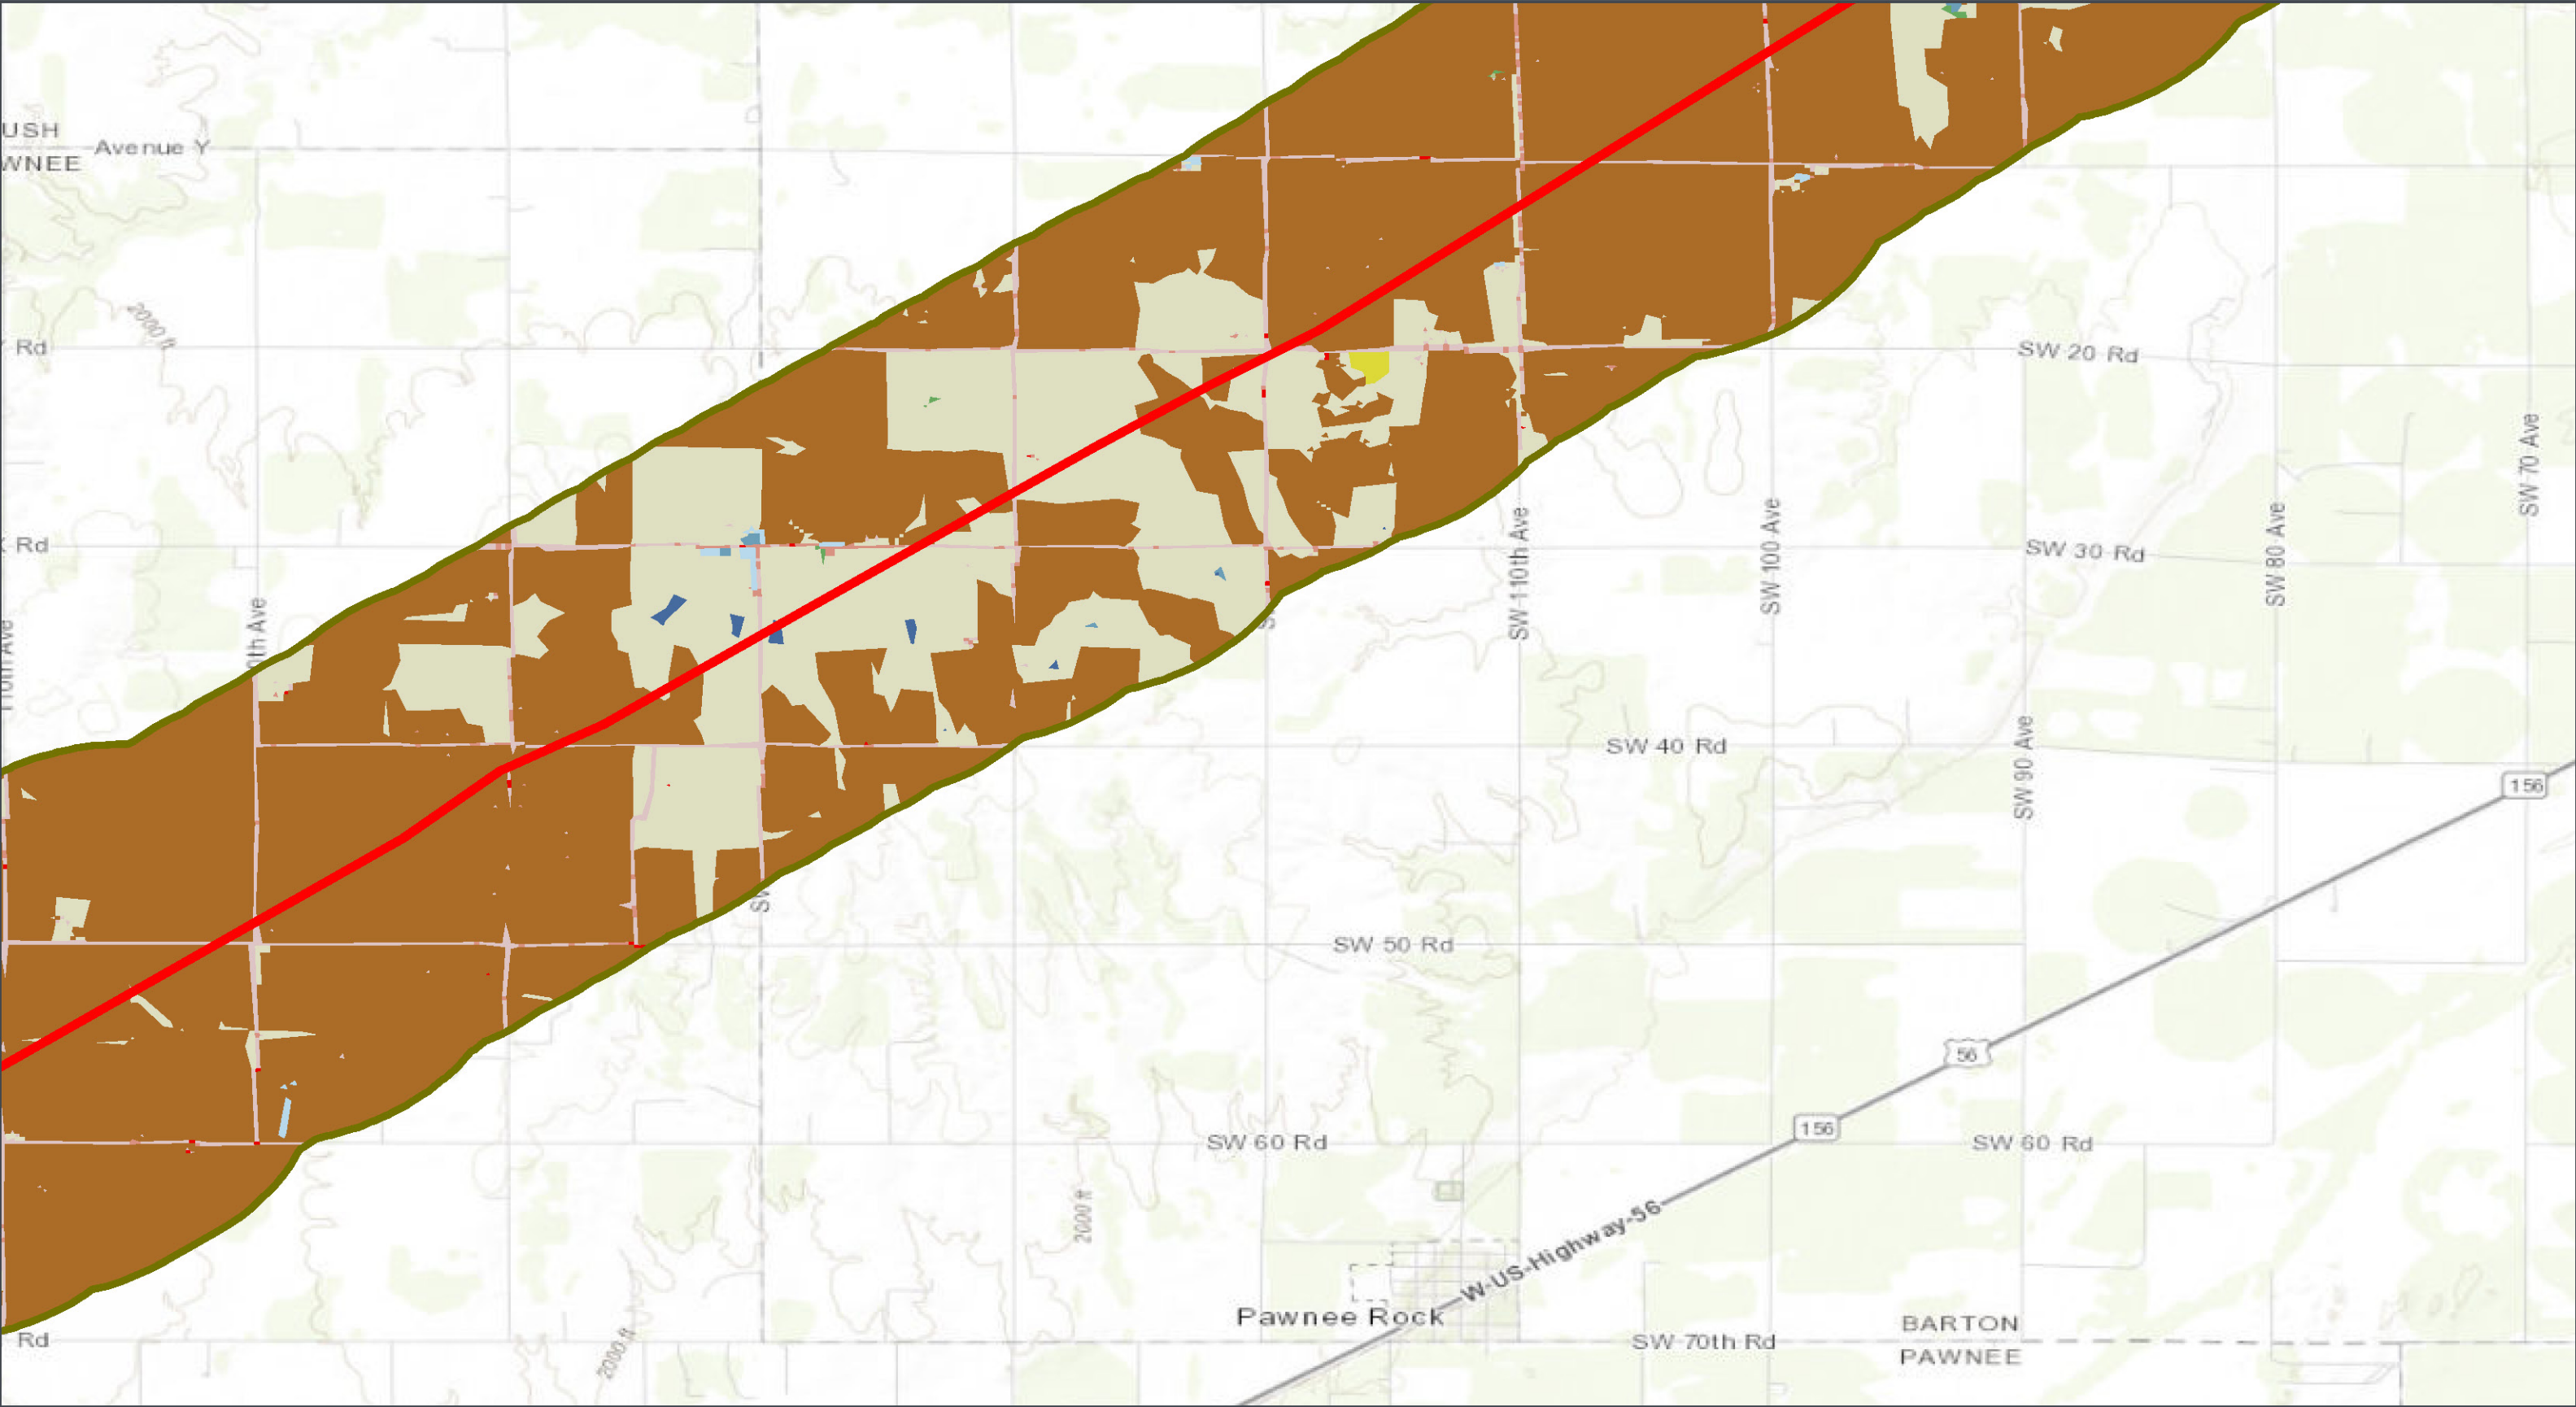 USH
Avenue Y
WNEE
2000 ft
Rd
SW 20 Rd
SW 70 Ave
Rd
SW 110th Ave
SW 100 Ave
SW 30 Rd
SW 80 Ave
0th Ave
SW 40 Rd
SW 90 Ave
156
SW 50 Rd
56
156
SW 60 Rd
SW 60 Rd
2000 ft
W-US-Highway-56
Pawnee Rock
2000 ft
Rd
SW 70th Rd
BARTON
PAWNEE